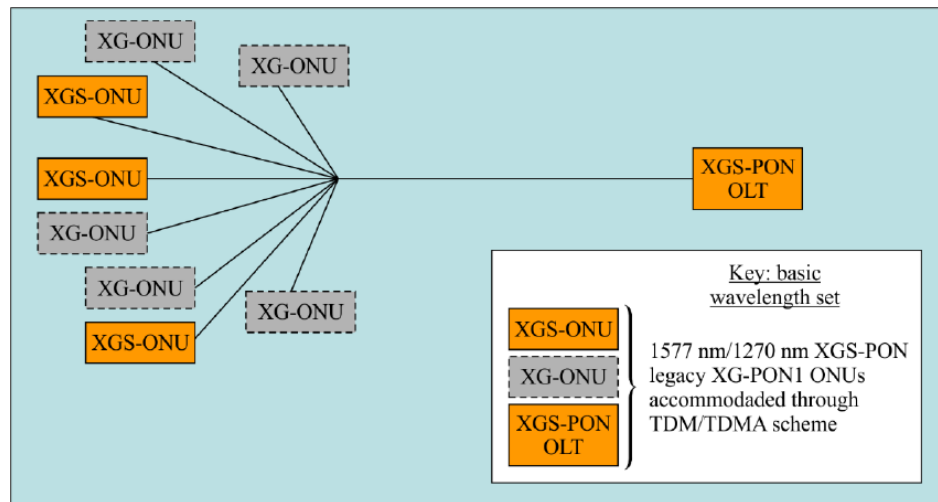 XG-ONU
XG-ONU
XGS-ONU
XGS-ONU
XG-ONU
XG-ONU
XG-ONU
XGS-ONU
XGS-PON
OLT
Key: basic
wavelength set
XGS-ONU
XG-ONU
XGS-PON
OLT
1577 nm/1270 nm XGS-PON
legacy XG-PON1 ONUs
accommodaded through
TDM/TDMA scheme